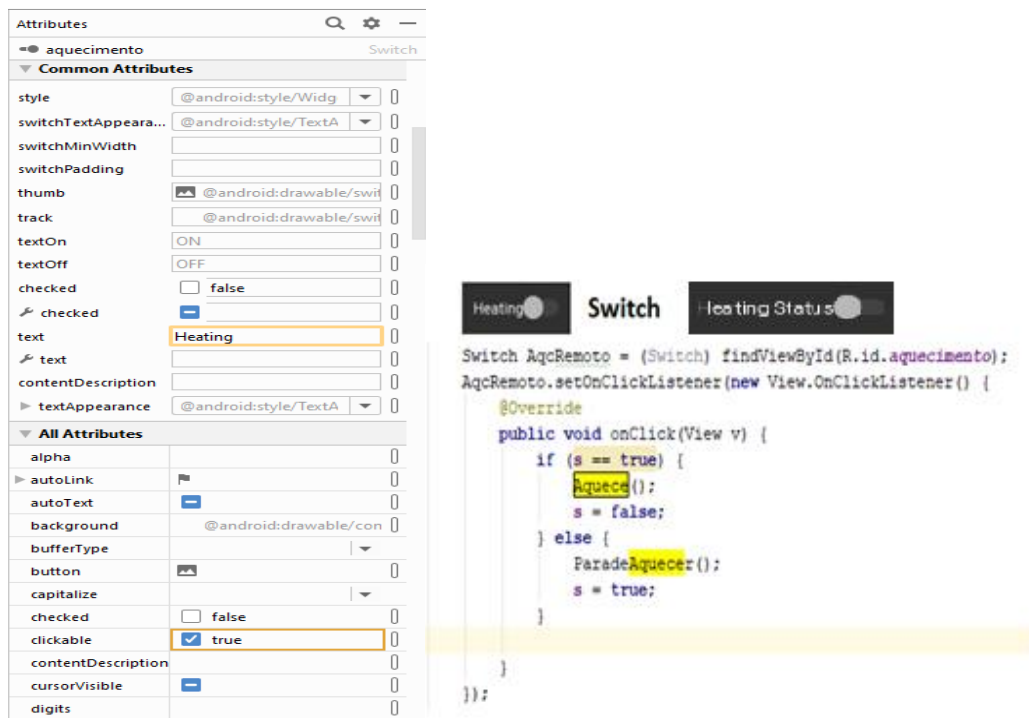 Attributes
aquecimento Switch
Common Attributes
style @android:style/Widg
switchTextAppeara... @android:style/TextA
switchMinWidth
switchPadding
thumb @android:drawable/swit
track @android:drawable/swit
textOn ON
textOff OFF
checked false
checked
text Heating
text
contentDescription
textAppearance @android:style/TextA
All Attributes
alpha
autoLink
autoText
background @android:drawable/con
bufferType
button
capitalize
checked false
clickable true
contentDescription
cursorVisible
digits
Heating Switch Heating Status
Switch AqcRemoto = (Switch) findViewById(R.id.aquecimento);
AqcRemoto.setOnClickListener(new View.OnClickListener() {
@Override
public void onClick(View v) {
if (s == true) {
Aquece();
s = false;
} else {
ParadeAquecer();
s = true;
}
}
});